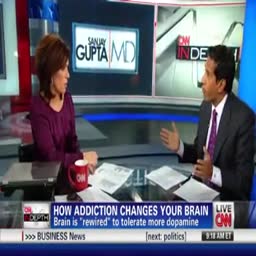 SANJAY
GUPTA MD
CNN
IN DEPTH
CNN
CNN
IN DEPTH
HOW ADDICTION CHANGES YOUR BRAIN
Brain is "rewired" to tolerate more dopamine
LIVE
CNN
>>> BUSINESS News
[next: politics]
9:18 AM ET